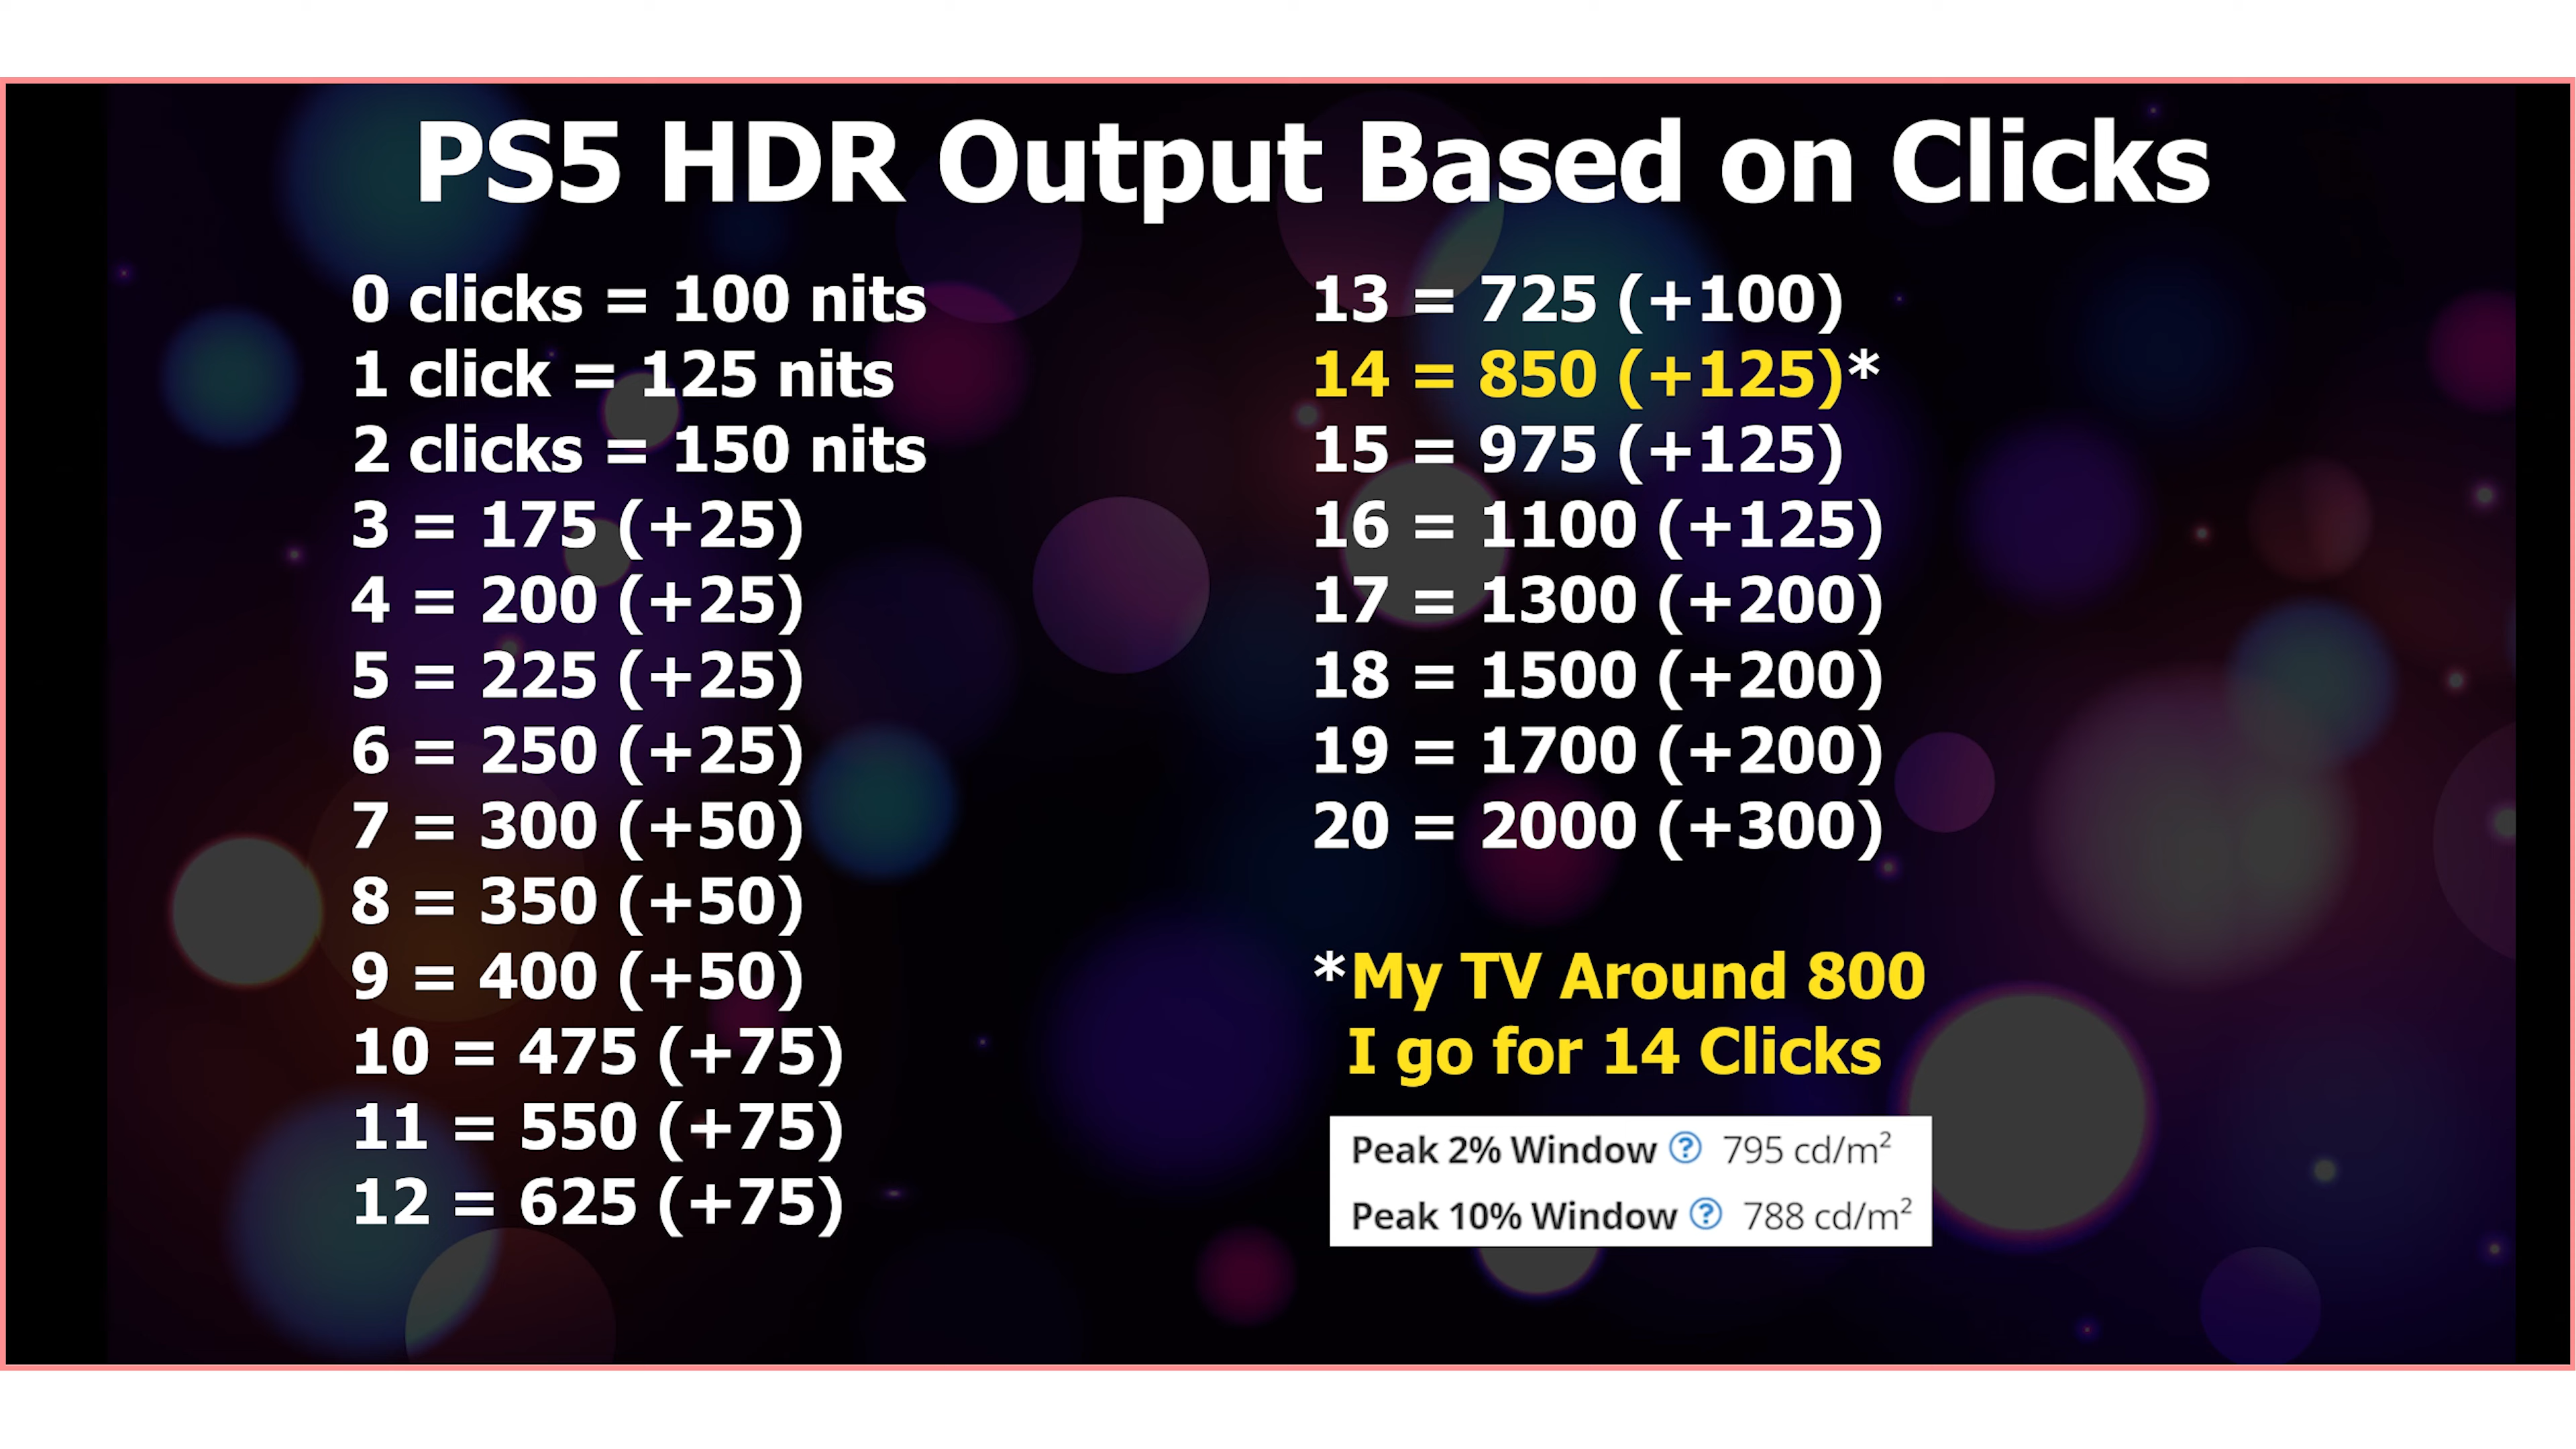 PS5 HDR Output Based on Clicks
0 clicks = 100 nits
1 click = 125 nits
2 clicks = 150 nits
3 = 175 (+25)
4 = 200 (+25)
5 = 225 (+25)
6 = 250 (+25)
7 = 300 (+50)
8 = 350 (+50)
9 = 400 (+50)
10 = 475 (+75)
11 = 550 (+75)
12 = 625 (+75)
13 = 725 (+100)
14 = 850 (+125)*
15 = 975 (+125)
16 = 1100 (+125)
17 = 1300 (+200)
18 = 1500 (+200)
19 = 1700 (+200)
20 = 2000 (+300)
*My TV Around 800
I go for 14 Clicks
Peak 2% Window ? 795 cd/m²
Peak 10% Window ? 788 cd/m²